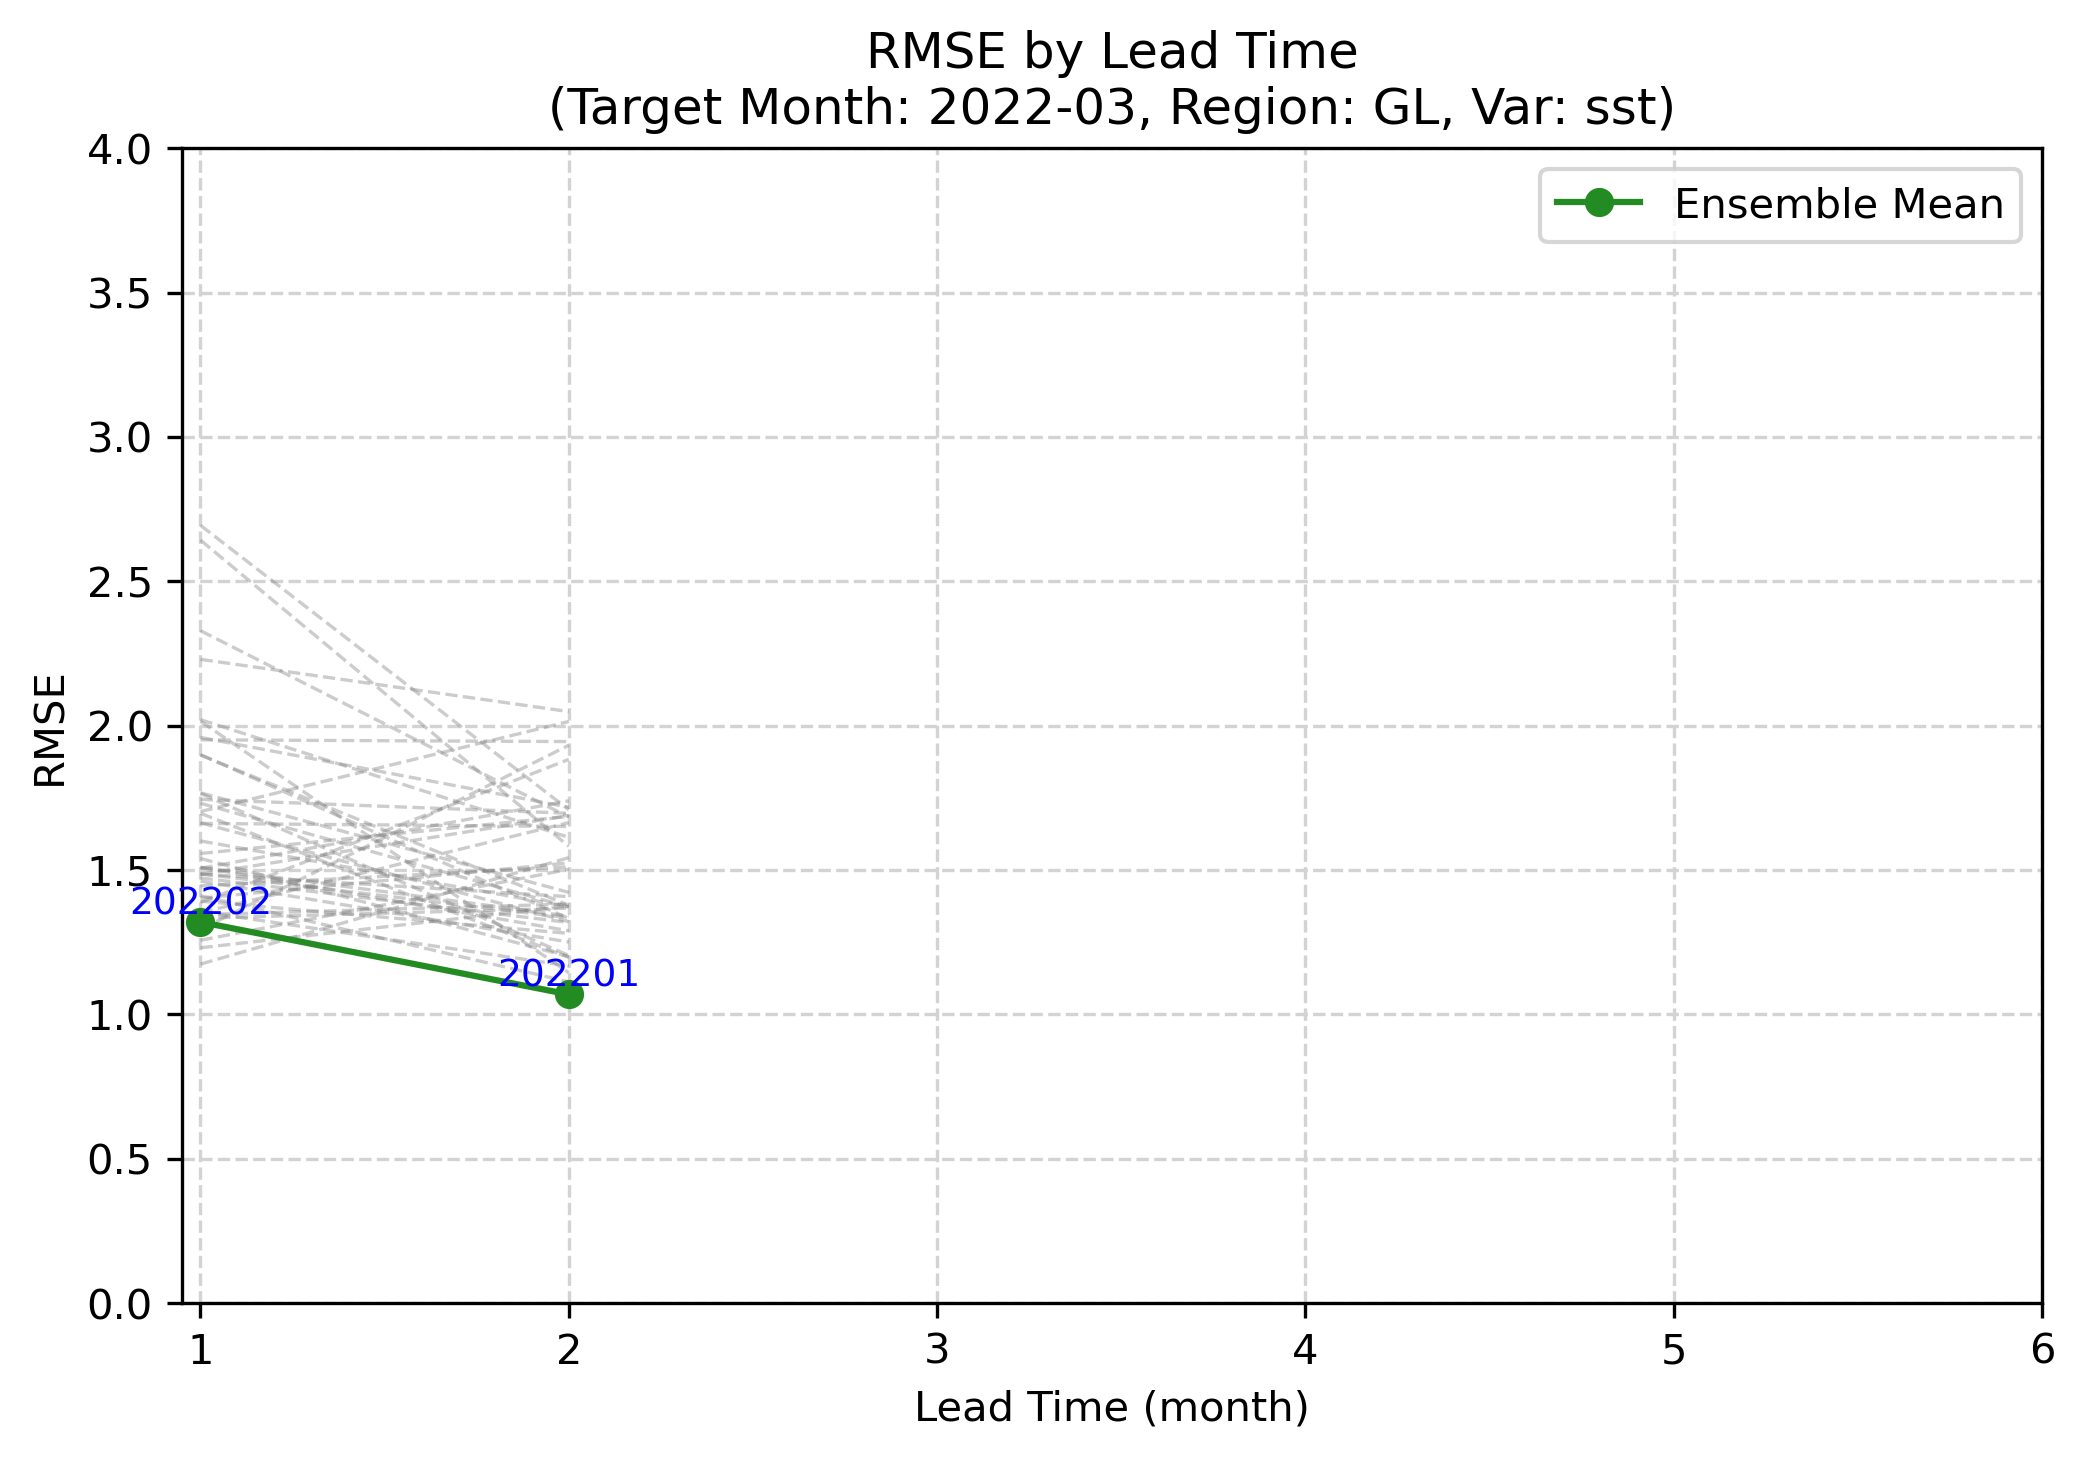 RMSE by Lead Time
(Target Month: 2022-03, Region: GL, Var: sst)
Ensemble Mean
RMSE
4.0
3.5
3.0
2.5
2.0
1.5
1.0
0.5
0.0
202202
202201
1 2 3 4 5 6
Lead Time (month)